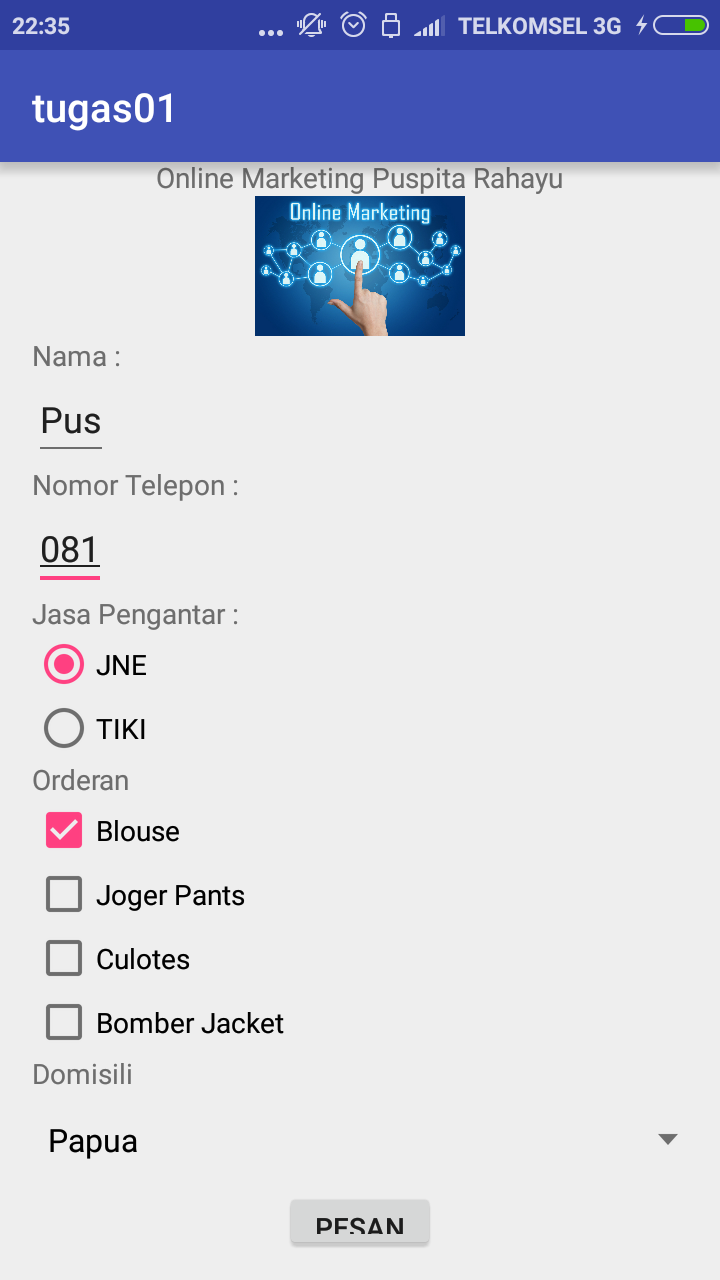 22:35
... TELKOMSEL 3G
tugas01
Online Marketing Puspita Rahayu
Online Marketing
Nama :
Pus
Nomor Telepon :
081
Jasa Pengantar :
JNE
TIKI
Orderan
Blouse
Joger Pants
Culotes
Bomber Jacket
Domisili
Papua
PESAN